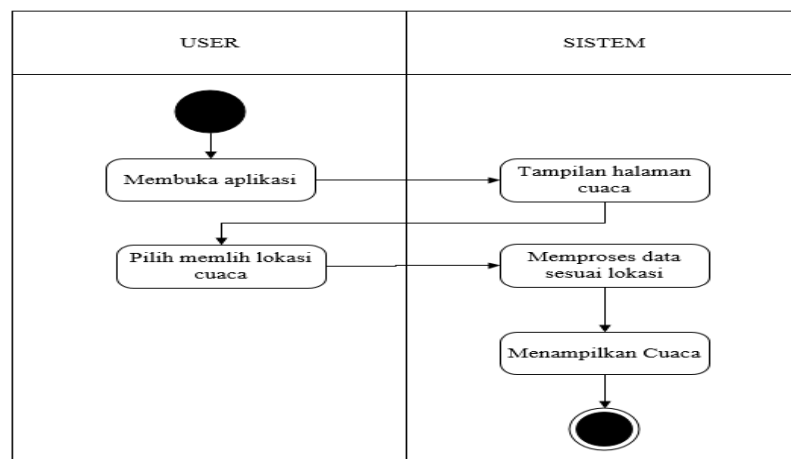 USER
SISTEM
Membuka aplikasi
Tampilan halaman
cuaca
Pilih memlih lokasi
cuaca
Memproses data
sesuai lokasi
Menampilkan Cuaca